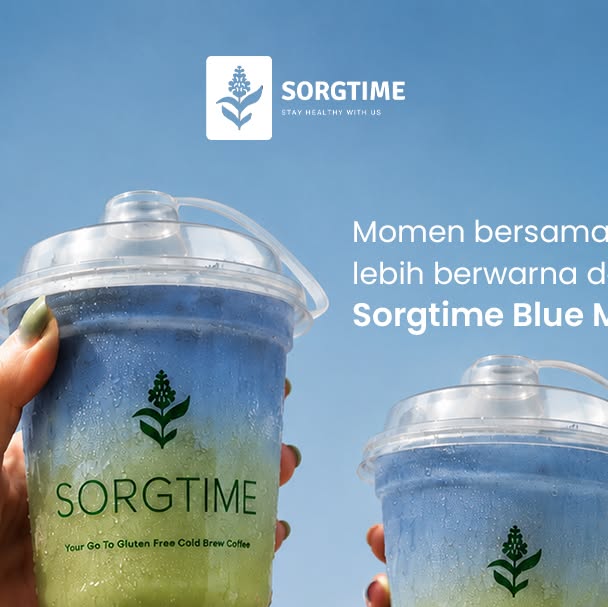 SORGTIME
STAY HEALTHY WITH US
Momen bersama
lebih berwarna d
Sorgtime Blue M
SORGTIME
Your Go To Gluten Free Cold Brew Coffee